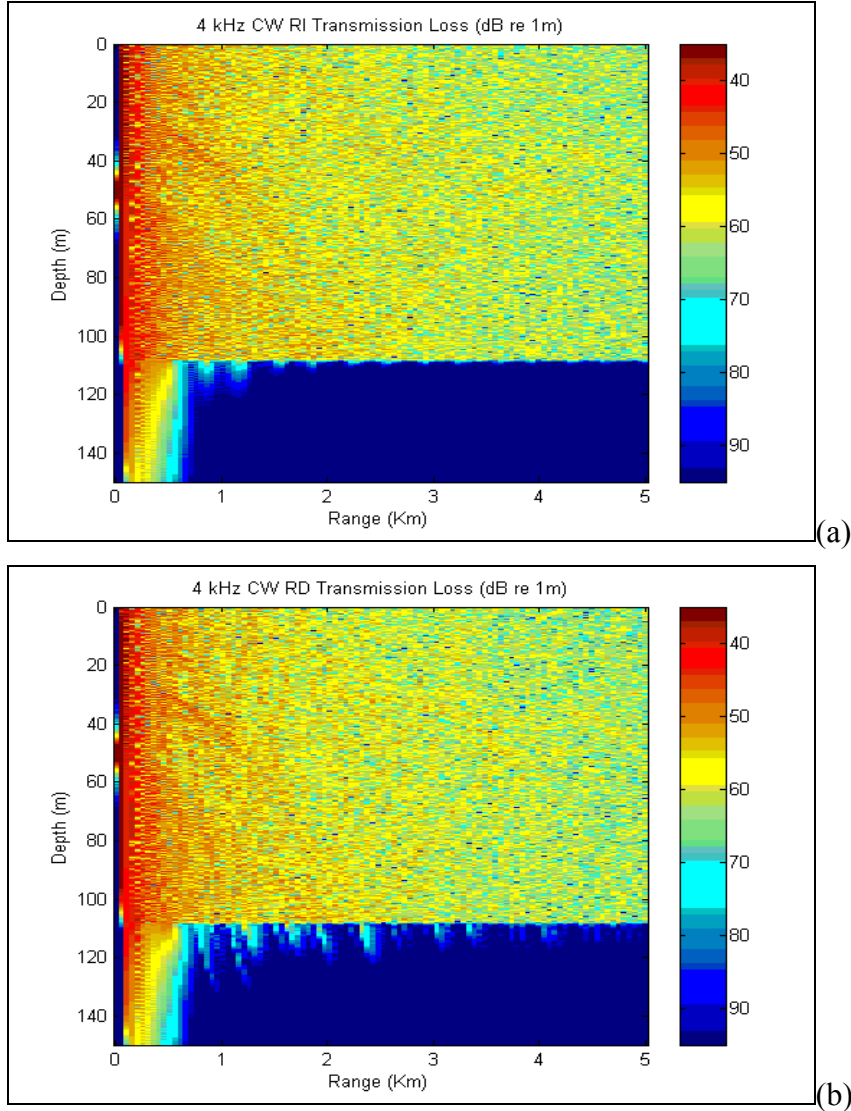 4 kHz CW RI Transmission Loss (dB re 1m)
0
20
40
60
80
100
120
140
Depth (m)
0 1 2 3 4 5
Range (Km)
40
50
60
70
80
90
(a)
4 kHz CW RD Transmission Loss (dB re 1m)
0
20
40
60
80
100
120
140
Depth (m)
0 1 2 3 4 5
Range (Km)
40
50
60
70
80
90
(b)